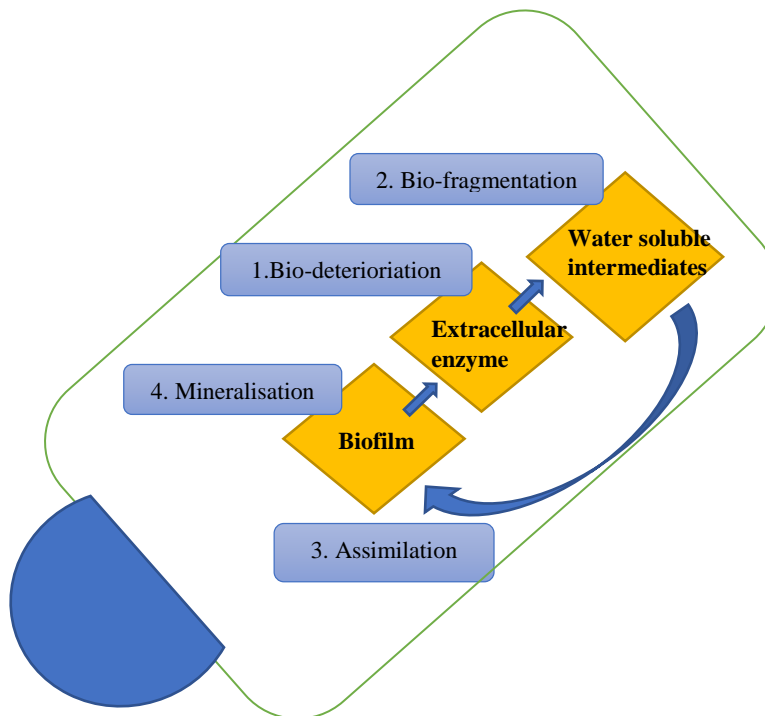 2. Bio-fragmentation
Water soluble
intermediates
1.Bio-deterioriation
Extracellular
enzyme
4. Mineralisation
Biofilm
3. Assimilation